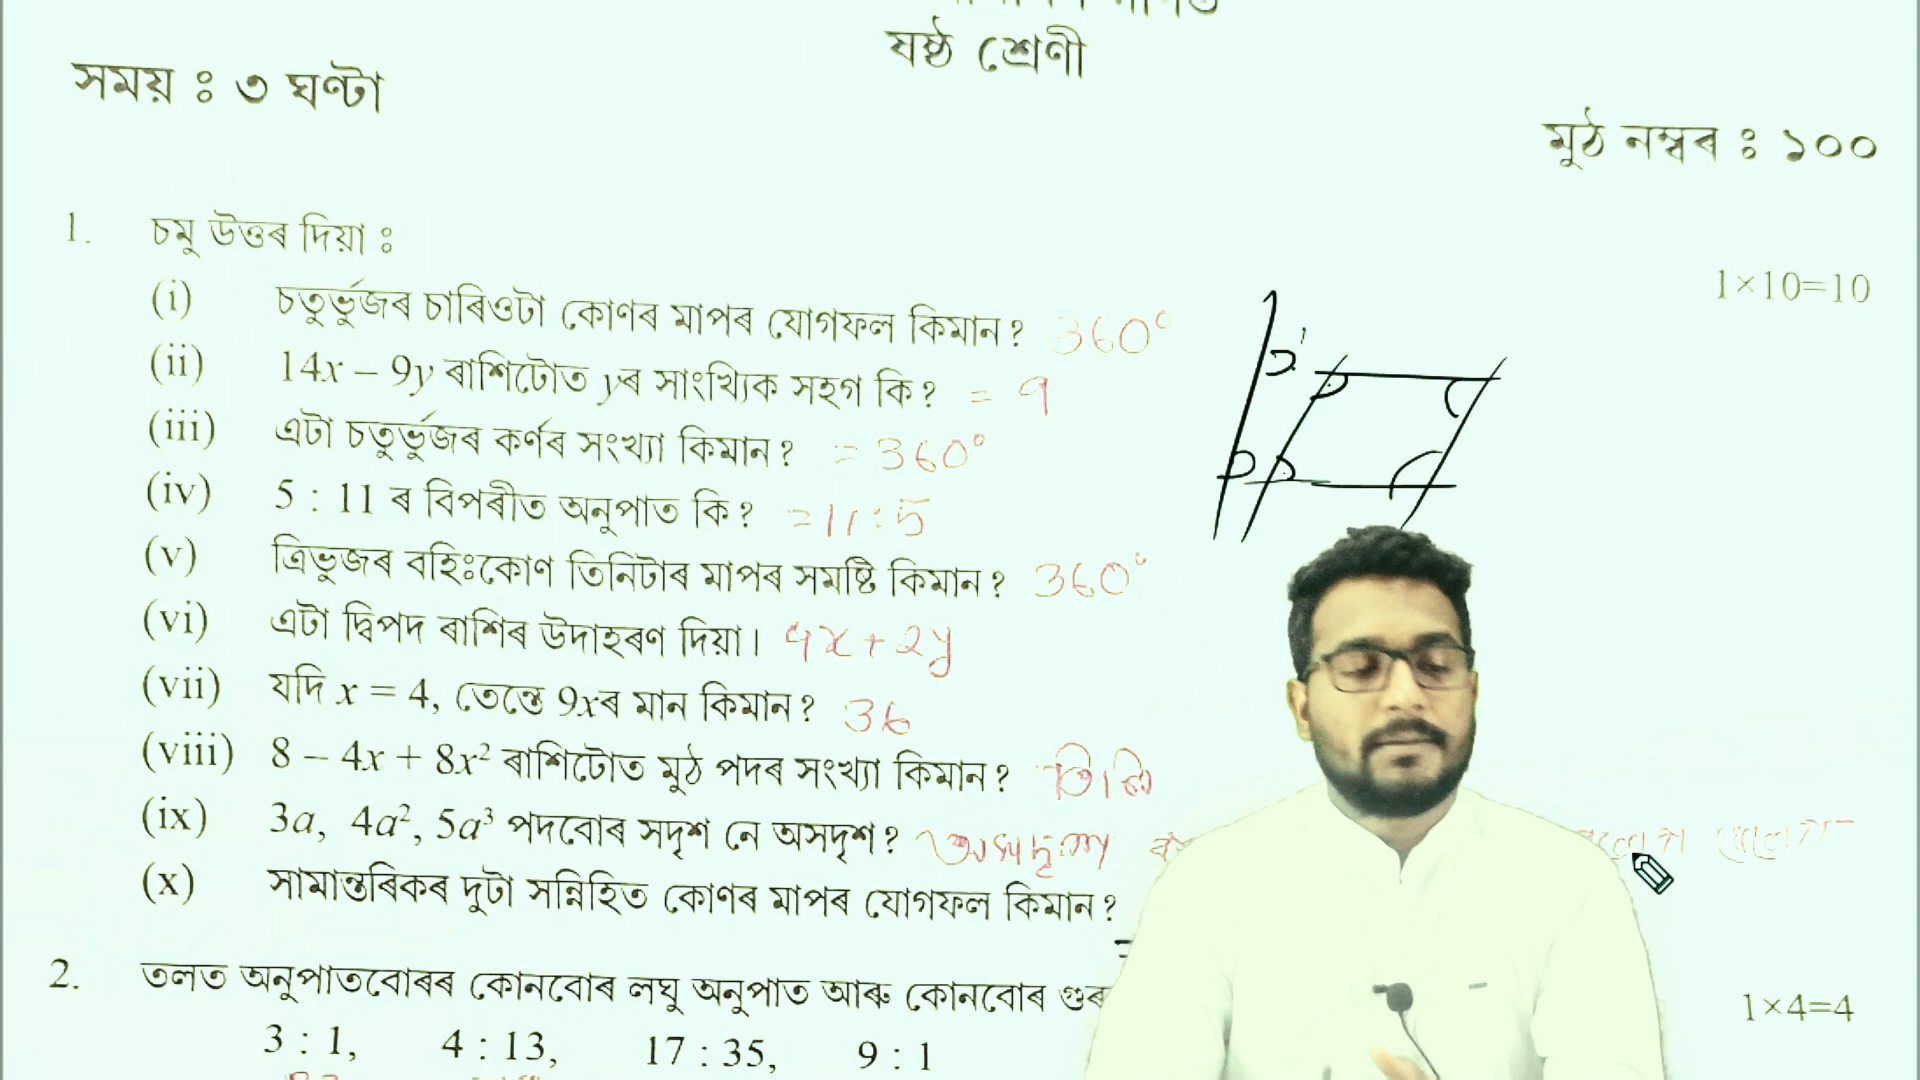 ষষ্ঠ শ্ৰেণী
সময় ঃ ৩ ঘণ্টা
মুঠ নম্বৰ ঃ ১০০
1. চমু উত্তৰ দিয়া ঃ
1×10=10
(i) চতুৰ্ভুজৰ চাৰিওটা কোণৰ মাপৰ যোগফল কিমান ? 360°
(ii) 14x – 9y ৰাশিটোত yৰ সাংখ্যিক সহগ কি ? = 9
(iii) এটা চতুৰ্ভুজৰ কৰ্ণৰ সংখ্যা কিমান ? = 360°
(iv) 5 : 11 ৰ বিপৰীত অনুপাত কি ? = 11 : 5
(v) ত্ৰিভুজৰ বহিঃকোণ তিনিটাৰ মাপৰ সমষ্টি কিমান ? 360°
(vi) এটা দ্বিপদ ৰাশিৰ উদাহৰণ দিয়া। 4x + 2y
(vii) যদি x = 4, তেন্তে 9xৰ মান কিমান ? 36
(viii) 8 – 4x + 8x² ৰাশিটোত মুঠ পদৰ সংখ্যা কিমান ? তিনি
(ix) 3a, 4a², 5a³ পদবোৰ সদৃশ নে অসদৃশ ? অসদৃশ
(x) সামান্তৰিকৰ দুটা সন্নিহিত কোণৰ মাপৰ যোগফল কিমান ?
2. তলত অনুপাতবোৰৰ কোনবোৰ লঘু অনুপাত আৰু কোনবোৰ গুৰ
1×4=4
3 : 1, 4 : 13, 17 : 35, 9 : 1